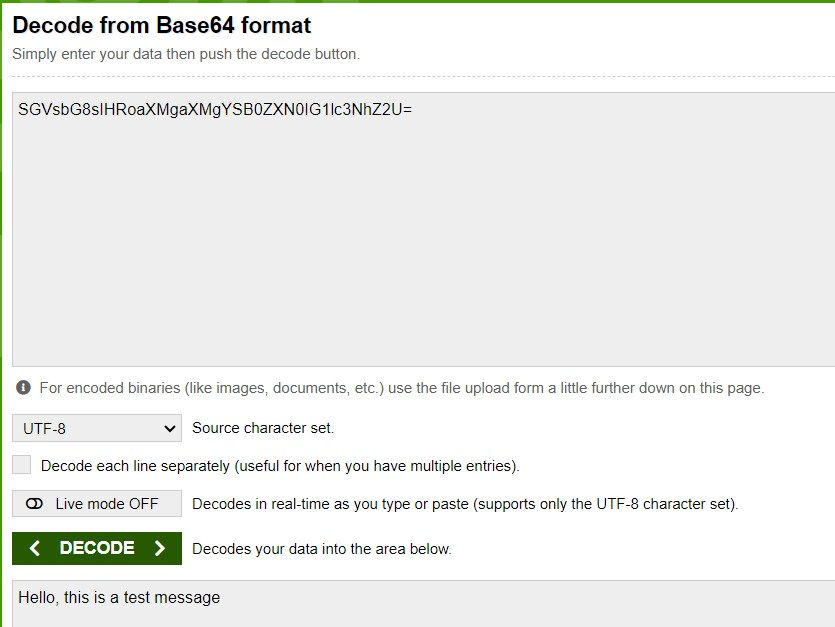 Decode from Base64 format
Simply enter your data then push the decode button.
SGVsbG8sIHRoaXMgaXMgYSB0ZXN0IG1lc3NhZ2U=
For encoded binaries (like images, documents, etc.) use the file upload form a little further down on this page.
UTF-8 Source character set.
Decode each line separately (useful for when you have multiple entries).
Live mode OFF Decodes in real-time as you type or paste (supports only the UTF-8 character set).
< DECODE > Decodes your data into the area below.
Hello, this is a test message